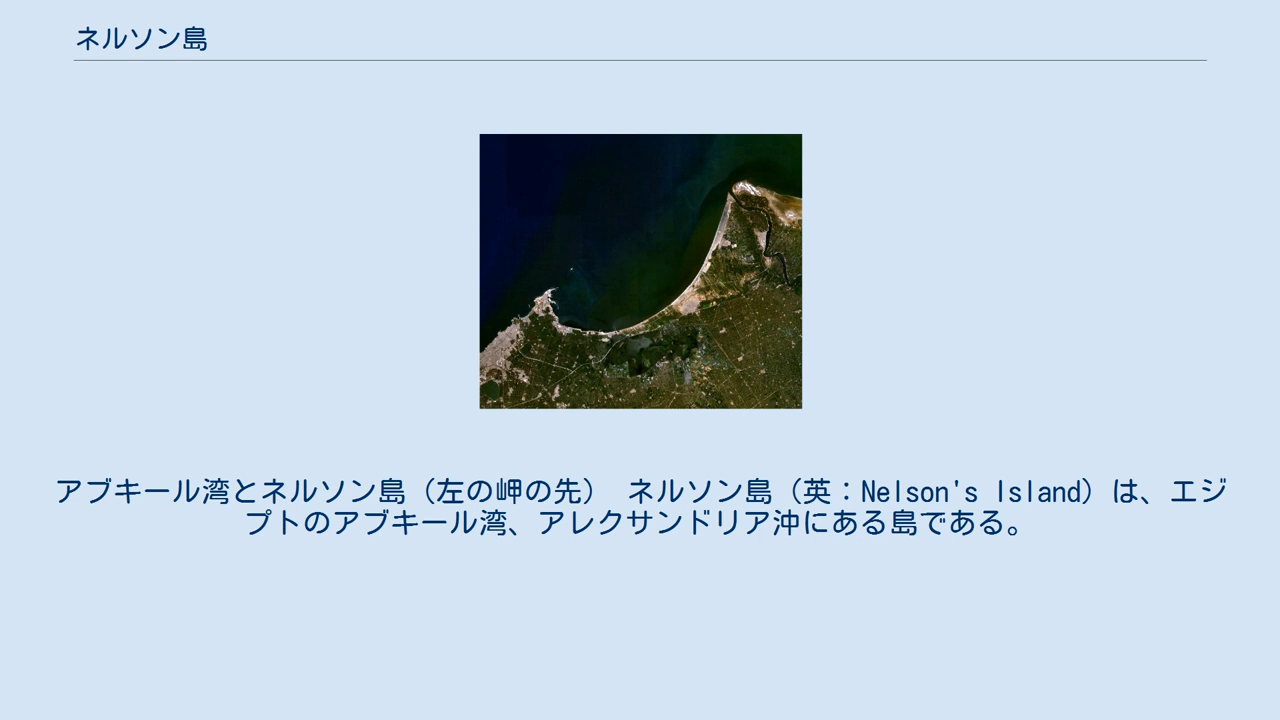 ネルソン島
アブキール湾とネルソン島（左の岬の先）　ネルソン島（英：Nelson's Island）は、エジ
プトのアブキール湾、アレクサンドリア沖にある島である。